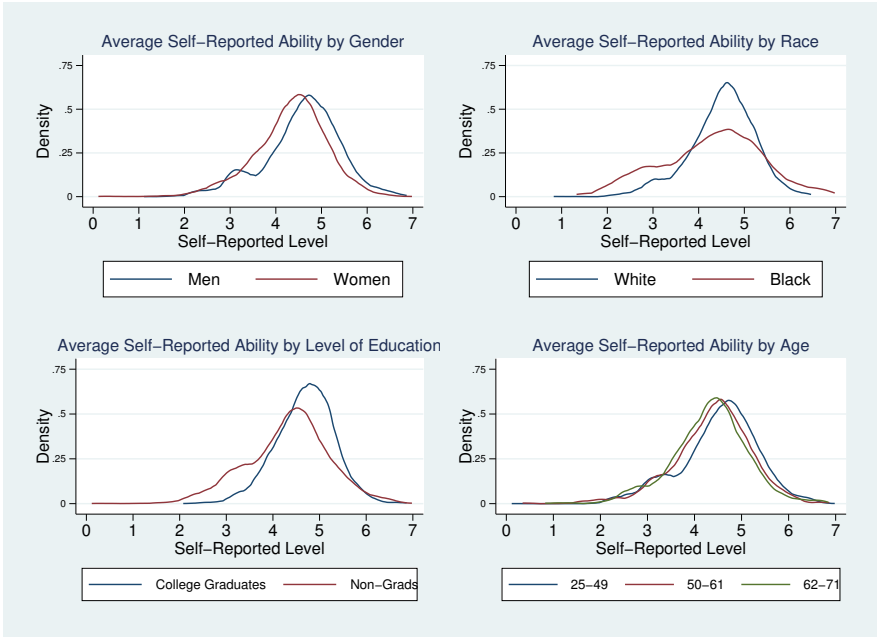 Average Self−Reported Ability by Gender
.75
.5
.25
0
Density
0 1 2 3 4 5 6 7
Self−Reported Level
Men Women
Average Self−Reported Ability by Race
.75
.5
.25
0
Density
0 1 2 3 4 5 6 7
Self−Reported Level
White Black
Average Self−Reported Ability by Level of Education
.75
.5
.25
0
Density
0 1 2 3 4 5 6 7
Self−Reported Level
College Graduates Non−Grads
Average Self−Reported Ability by Age
.75
.5
.25
0
Density
0 1 2 3 4 5 6 7
Self−Reported Level
25−49 50−61 62−71